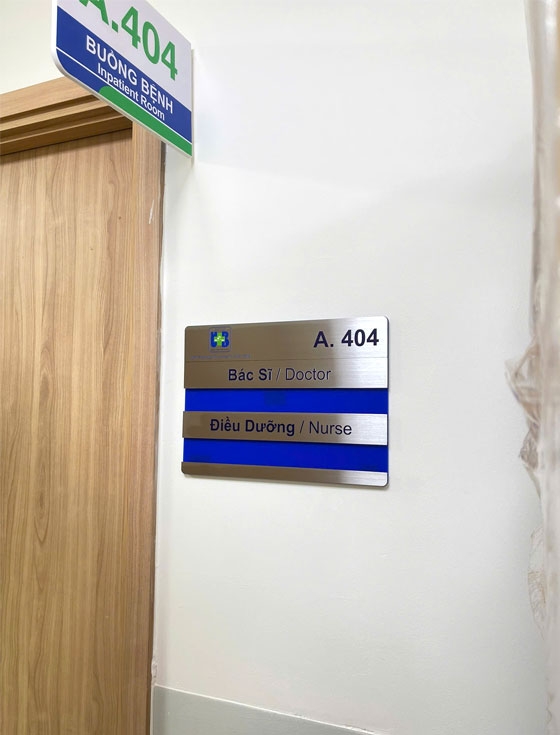 A.404
BUỒNG BỆNH
Inpatient Room
A. 404
Bác Sĩ / Doctor
Điều Dưỡng / Nurse